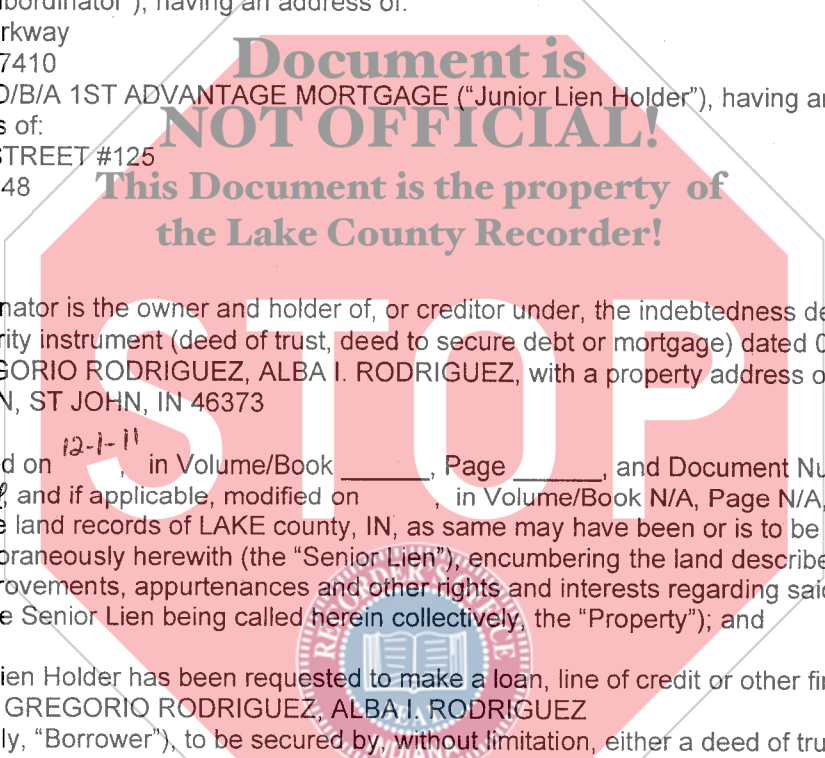 bordinator"), having an address of:
rkway
7410
D/B/A 1ST ADVANTAGE MORTGAGE ("Junior Lien Holder"), having an
s of:
STREET #125
48
Document is
NOT OFFICIAL!
This Document is the property of
the Lake County Recorder!
STOP
nator is the owner and holder of, or creditor under, the indebtedness de
rity instrument (deed of trust, deed to secure debt or mortgage) dated 0
GORIO RODRIGUEZ, ALBA I. RODRIGUEZ, with a property address o
N, ST JOHN, IN 46373
d on 12-1-11, in Volume/Book ______, Page ______, and Document Nu
, and if applicable, modified on , in Volume/Book N/A, Page N/A,
e land records of LAKE county, IN, as same may have been or is to be
oraneously herewith (the "Senior Lien"), encumbering the land describe
rovements, appurtenances and other rights and interests regarding said
e Senior Lien being called herein collectively, the "Property"); and
ien Holder has been requested to make a loan, line of credit or other fin
GREGORIO RODRIGUEZ, ALBA I. RODRIGUEZ
ly, "Borrower"), to be secured by, without limitation, either a deed of tru
RECORDER'S OFFICE
SEAL
INDIANA